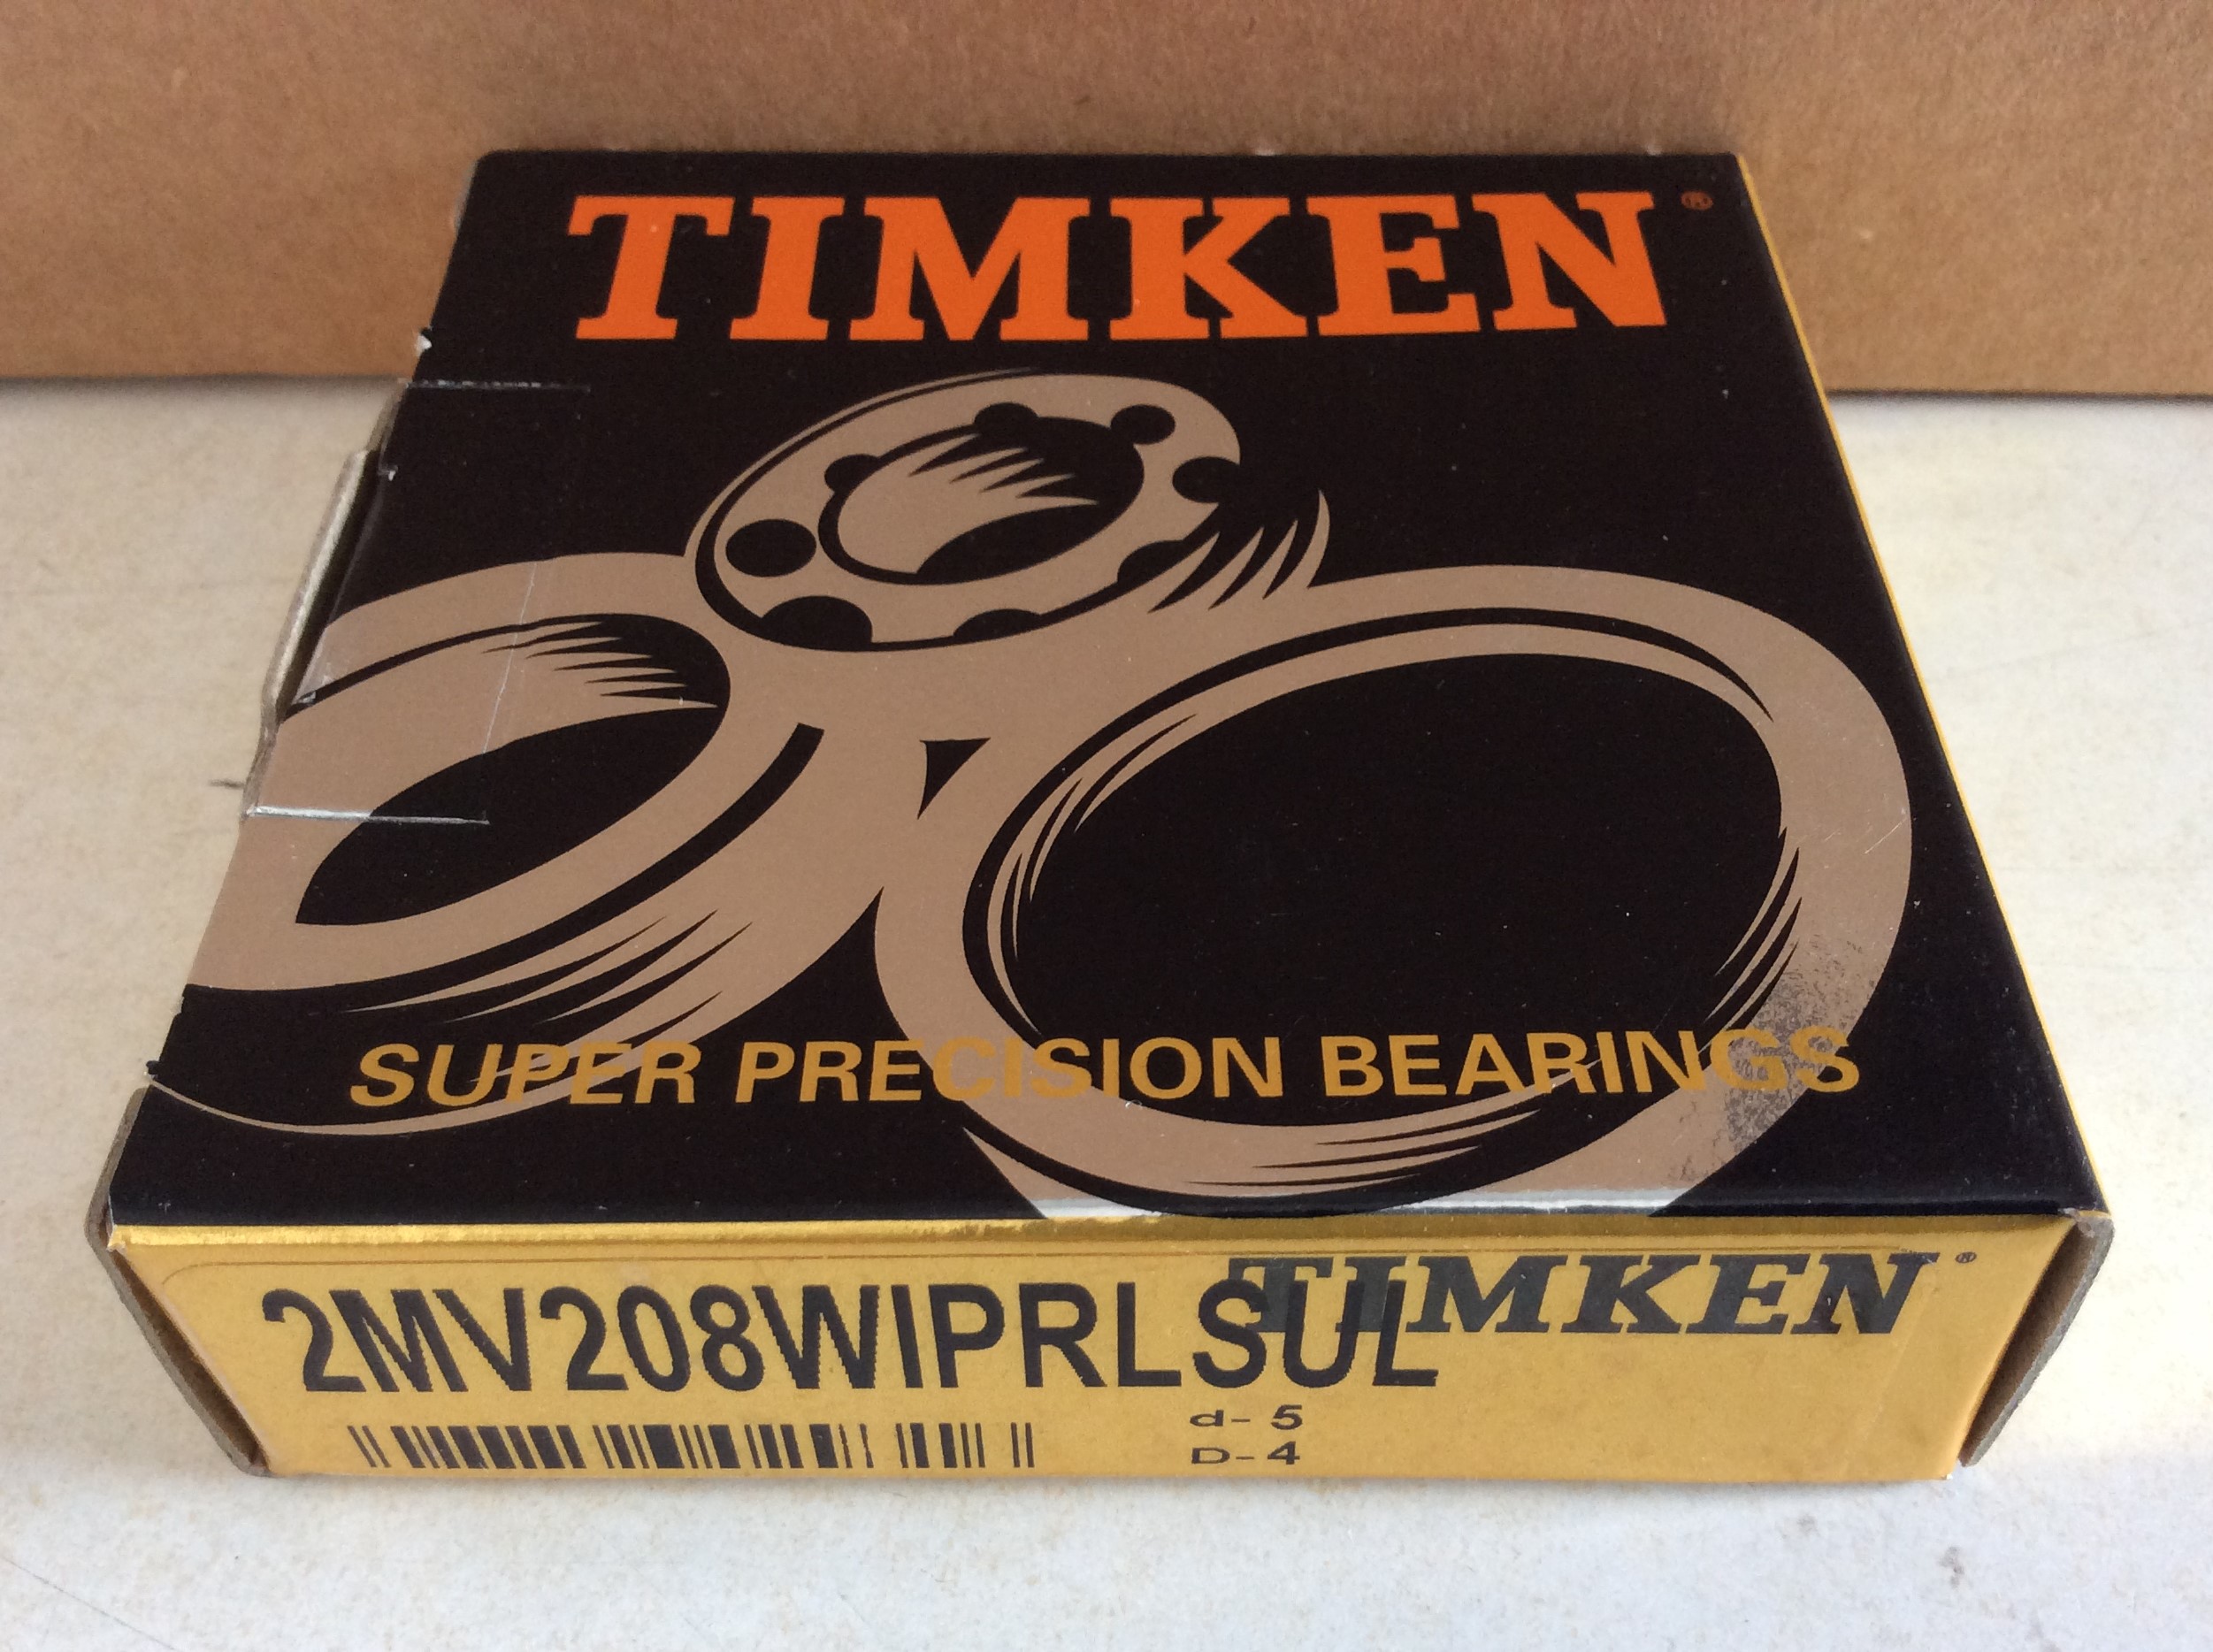 TIMKEN®
SUPER PRECISION BEARINGS
TIMKEN®
2MV208WIPRLSUL
d- 5
D- 4